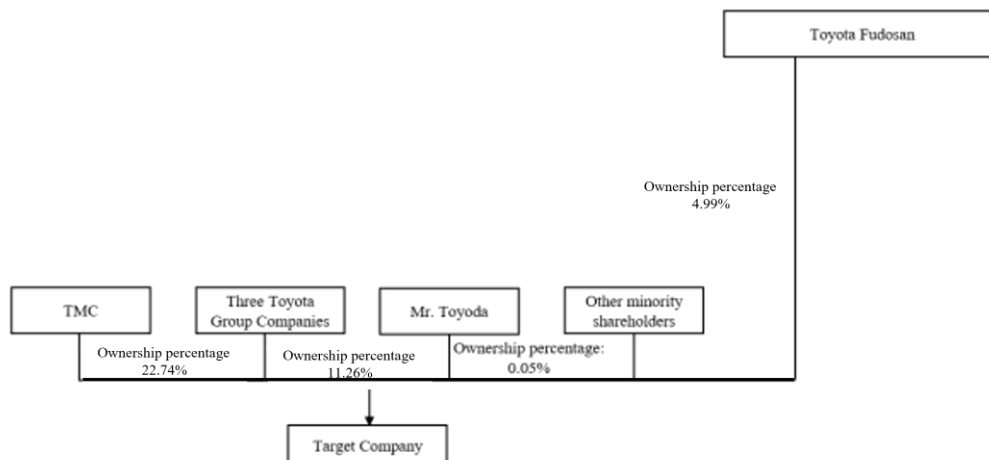 Toyota Fudosan
Ownership percentage
4.99%
TMC
Three Toyota
Group Companies
Mr. Toyoda
Other minority
shareholders
Ownership percentage
22.74%
Ownership percentage
11.26%
Ownership percentage:
0.05%
Target Company